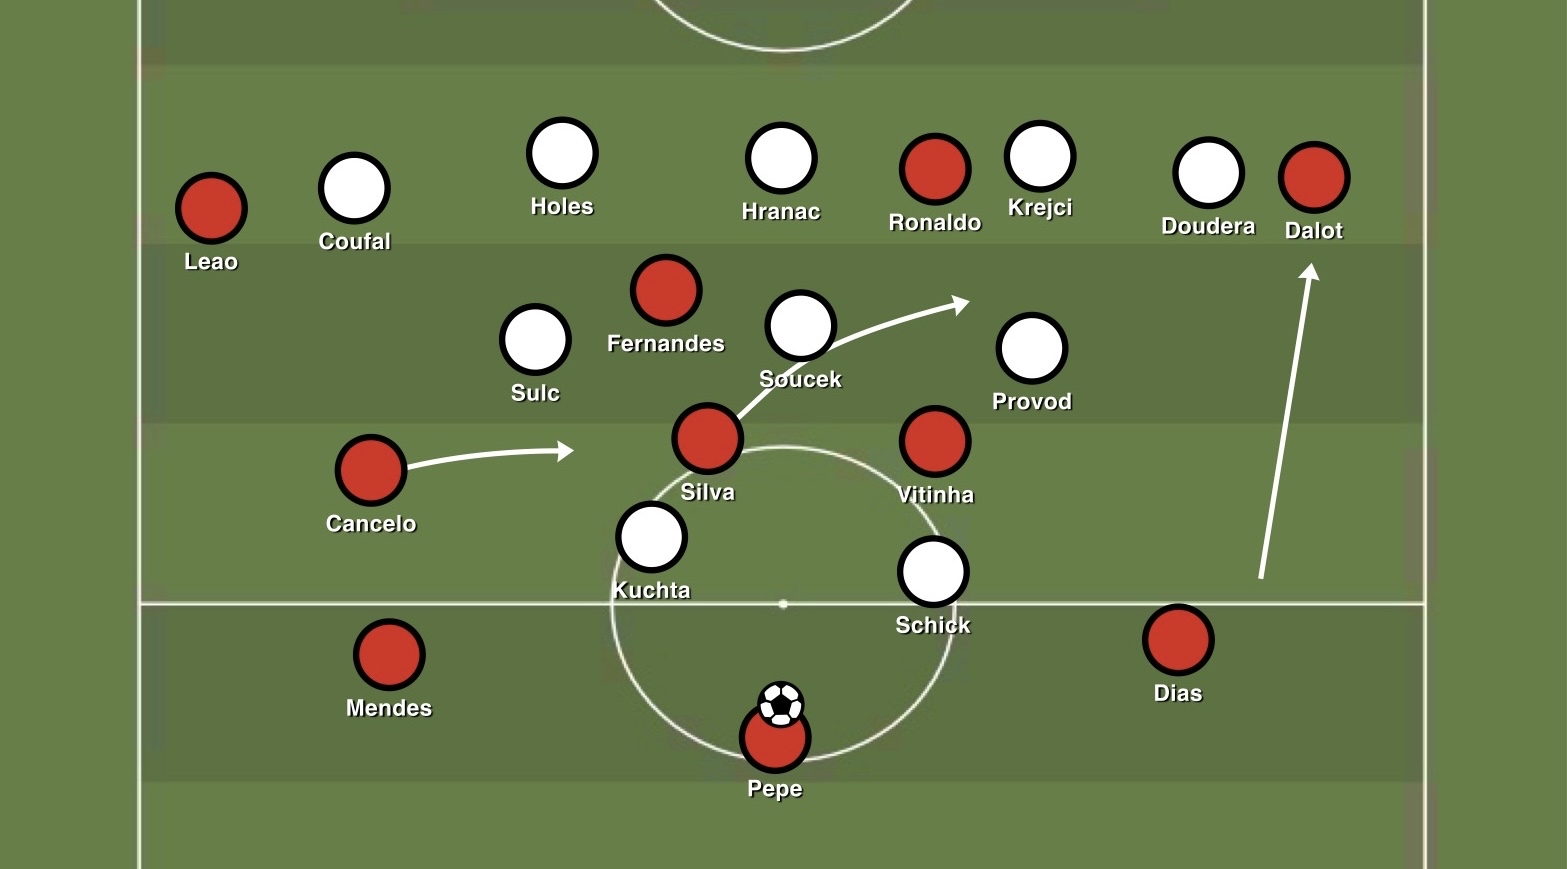 Leao
Coufal
Holes
Hranac
Ronaldo
Krejci
Doudera
Dalot
Sulc
Fernandes
Soucek
Provod
Cancelo
Silva
Vitinha
Kuchta
Schick
Mendes
Pepe
Dias